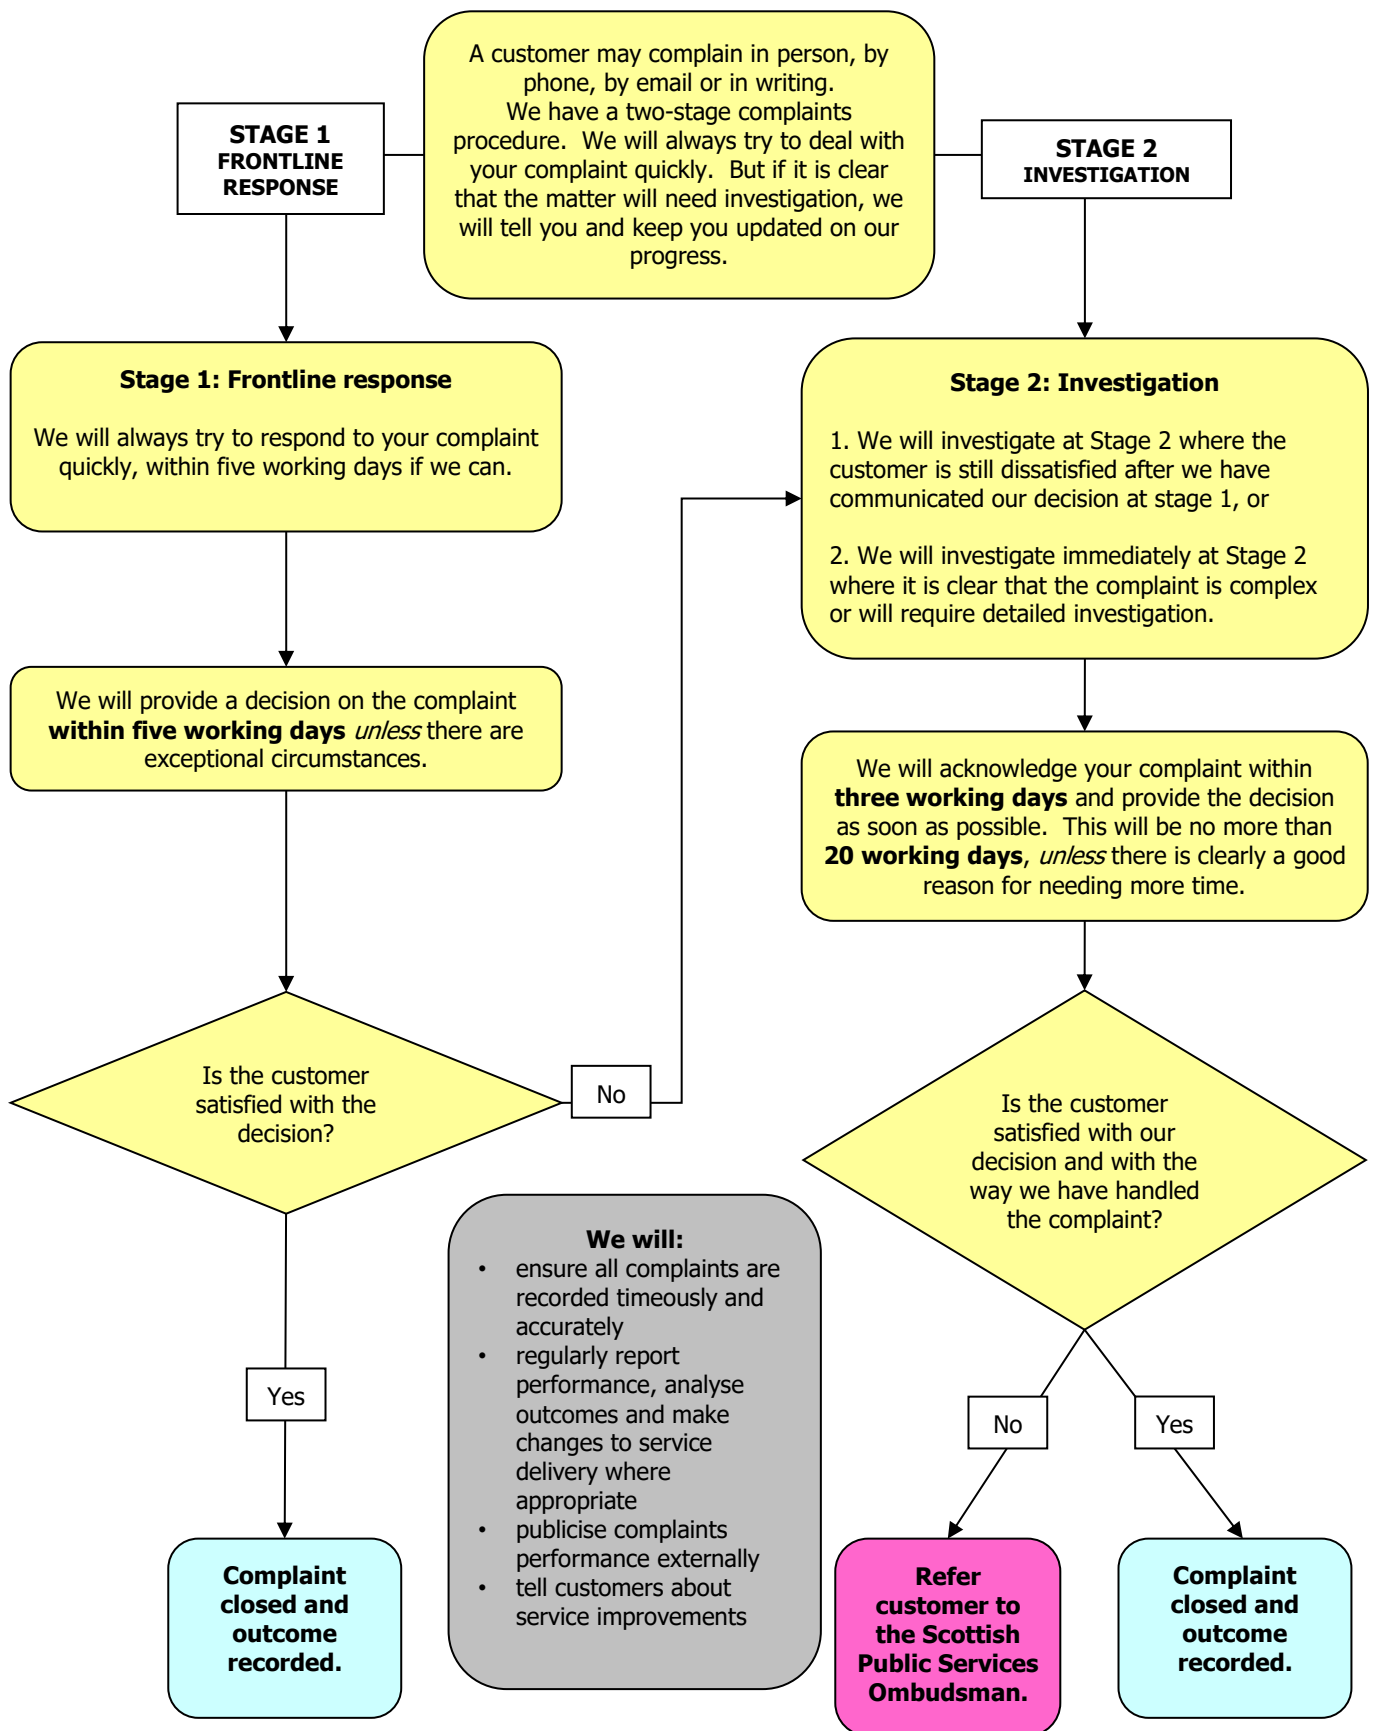 A customer may complain in person, by
phone, by email or in writing.
We have a two-stage complaints
procedure.  We will always try to deal with
your complaint quickly.  But if it is clear
that the matter will need investigation, we
will tell you and keep you updated on our
progress.
STAGE 1
FRONTLINE
RESPONSE
STAGE 2
INVESTIGATION
Stage 1: Frontline response
We will always try to respond to your complaint
quickly, within five working days if we can.
We will provide a decision on the complaint
within five working days unless there are
exceptional circumstances.
Is the customer
satisfied with the
decision?
No
Yes
Complaint
closed and
outcome
recorded.
Stage 2: Investigation
1. We will investigate at Stage 2 where the
customer is still dissatisfied after we have
communicated our decision at stage 1, or
2. We will investigate immediately at Stage 2
where it is clear that the complaint is complex
or will require detailed investigation.
We will acknowledge your complaint within
three working days and provide the decision
as soon as possible.  This will be no more than
20 working days, unless there is clearly a good
reason for needing more time.
Is the customer
satisfied with our
decision and with the
way we have handled
the complaint?
No
Yes
Refer
customer to
the Scottish
Public Services
Ombudsman.
Complaint
closed and
outcome
recorded.
We will:
• ensure all complaints are
recorded timeously and
accurately
• regularly report
performance, analyse
outcomes and make
changes to service
delivery where
appropriate
• publicise complaints
performance externally
• tell customers about
service improvements